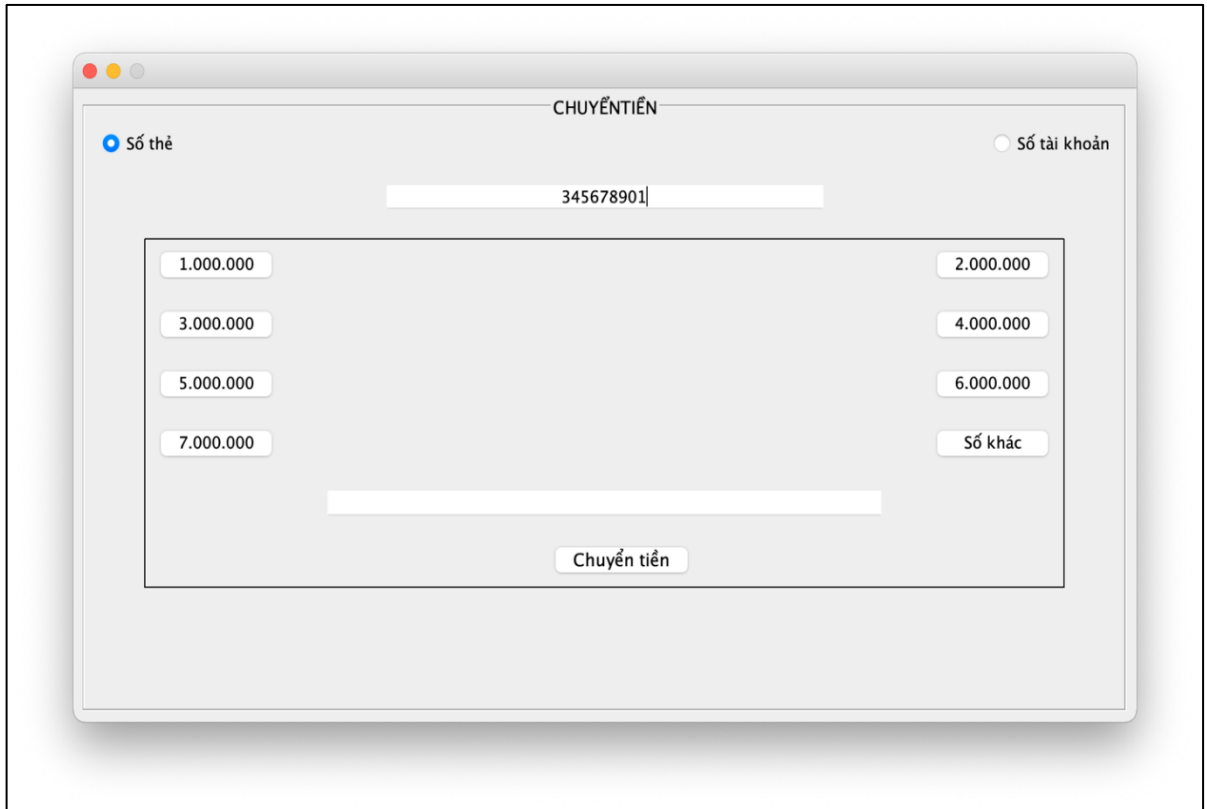 CHUYỂNTIỀN
Số thẻ Số tài khoản
345678901
1.000.000 2.000.000
3.000.000 4.000.000
5.000.000 6.000.000
7.000.000 Số khác
Chuyển tiền